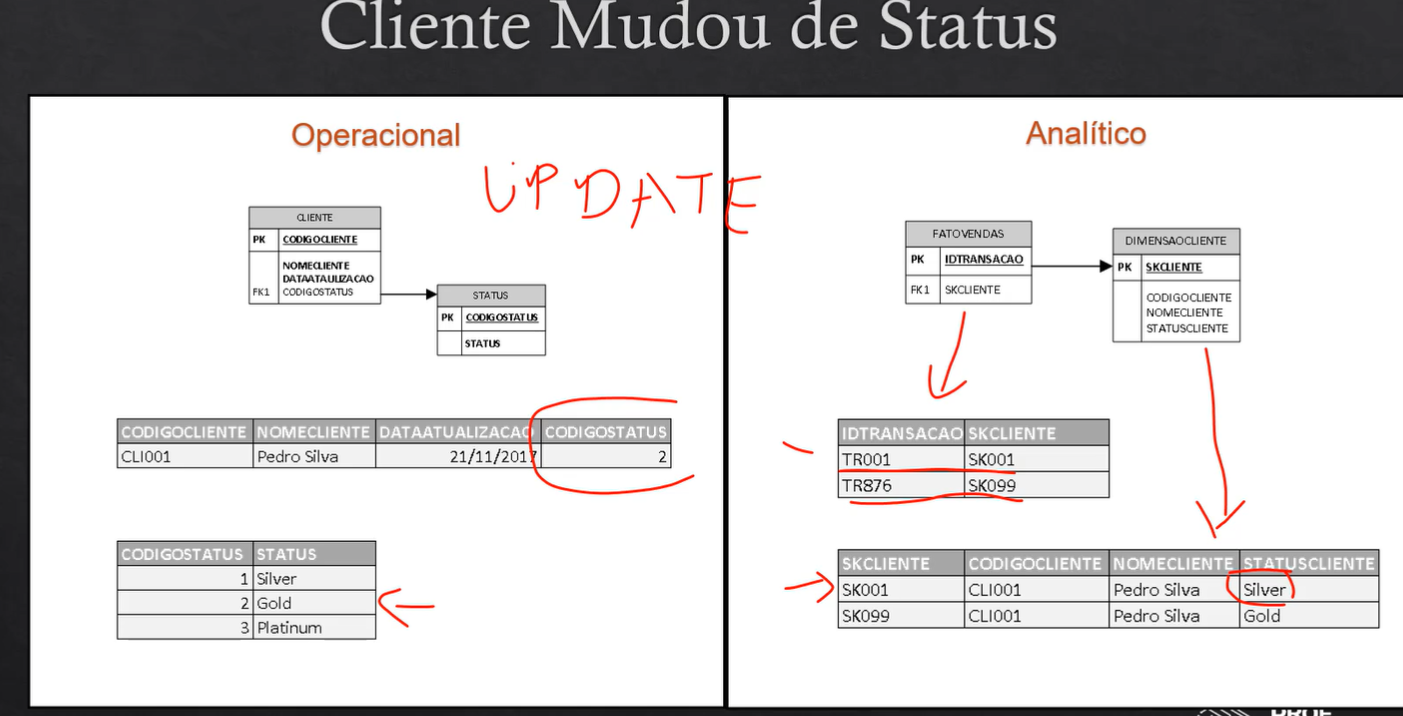 Cliente Mudou de Status
Operacional
UPDATE
CLIENTE
PK CODIGOCLIENTE
NOMECLIENTE
DATAATAULIZACAO
FK1 CODIGOSTATUS
STATUS
PK CODIGOSTATUS
STATUS
CODIGOCLIENTE NOMECLIENTE DATAATUALIZACAO CODIGOSTATUS
CLI001 Pedro Silva 21/11/2017 2
CODIGOSTATUS STATUS
1 Silver
2 Gold
3 Platinum
Analítico
FATOVENDAS
PK IDTRANSACAO
FK1 SKCLIENTE
DIMENSAOCLIENTE
PK SKCLIENTE
CODIGOCLIENTE
NOMECLIENTE
STATUSCLIENTE
IDTRANSACAO SKCLIENTE
TR001 SK001
TR876 SK099
SKCLIENTE CODIGOCLIENTE NOMECLIENTE STATUSCLIENTE
SK001 CLI001 Pedro Silva Silver
SK099 CLI001 Pedro Silva Gold